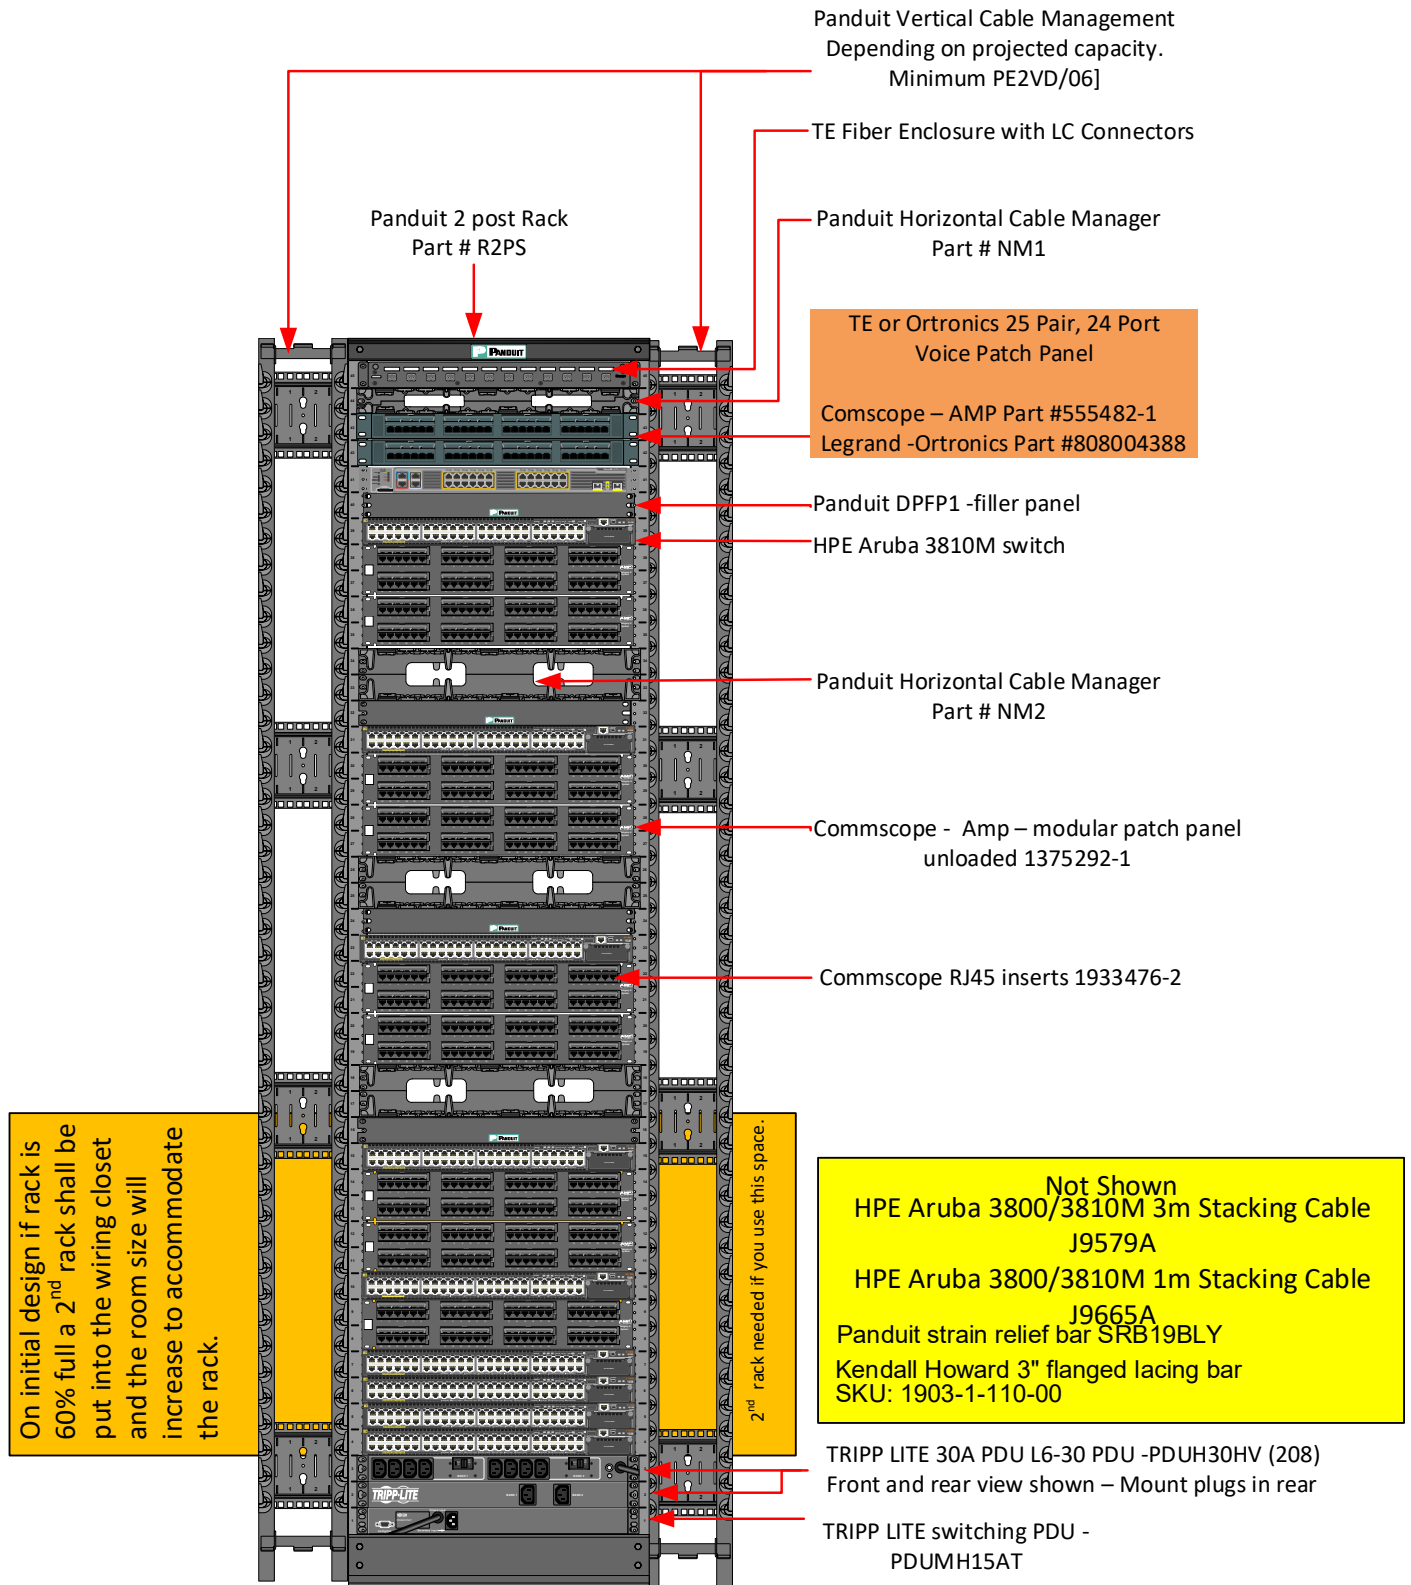 Panduit Vertical Cable Management
Depending on projected capacity.
Minimum PE2VD/06]
TE Fiber Enclosure with LC Connectors
Panduit 2 post Rack
Part # R2PS
Panduit Horizontal Cable Manager
Part # NM1
TE or Ortronics 25 Pair, 24 Port
Voice Patch Panel
Comscope – AMP Part #555482-1
Legrand -Ortronics Part #808004388
PANDUIT
Panduit DPFP1 -filler panel
PANDUIT
HPE Aruba 3810M switch
Panduit Horizontal Cable Manager
Part # NM2
PANDUIT
Commscope - Amp – modular patch panel
unloaded 1375292-1
PANDUIT
Commscope RJ45 inserts 1933476-2
PANDUIT
On initial design if rack is
60% full a 2nd rack shall be
put into the wiring closet
and the room size will
increase to accommodate
the rack.
2nd rack needed if you use this space.
Not Shown
HPE Aruba 3800/3810M 3m Stacking Cable
J9579A
HPE Aruba 3800/3810M 1m Stacking Cable
J9665A
Panduit strain relief bar SRB19BLY
Kendall Howard 3" flanged lacing bar
SKU: 1903-1-110-00
TRIPP LITE 30A PDU L6-30 PDU -PDUH30HV (208)
Front and rear view shown – Mount plugs in rear
TRIPP·LITE
TRIPP LITE switching PDU -
PDUMH15AT